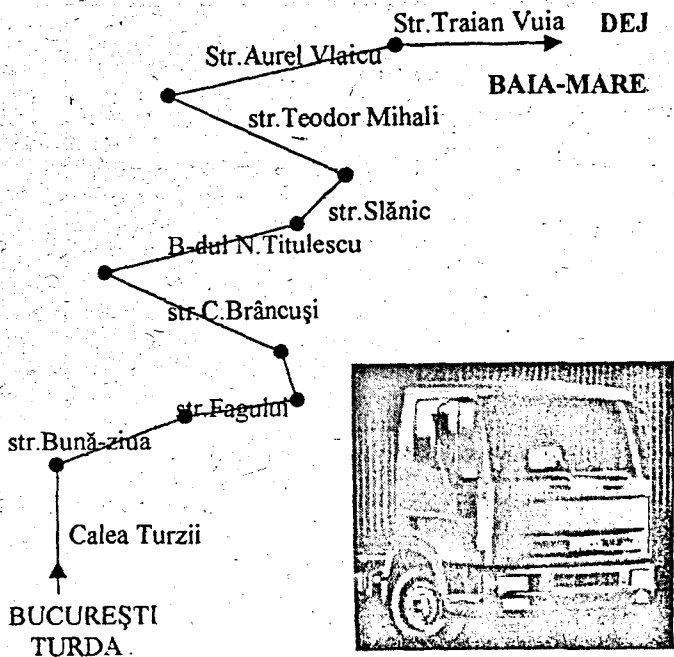 Str.Traian Vuia DEJ
Str.Aurel Vlaicu
BAIA-MARE
str.Teodor Mihali
str.Slănic
B-dul N.Titulescu
str.C.Brâncuşi
str.Fagului
str.Bună-ziua
Calea Turzii
BUCUREŞTI
TURDA